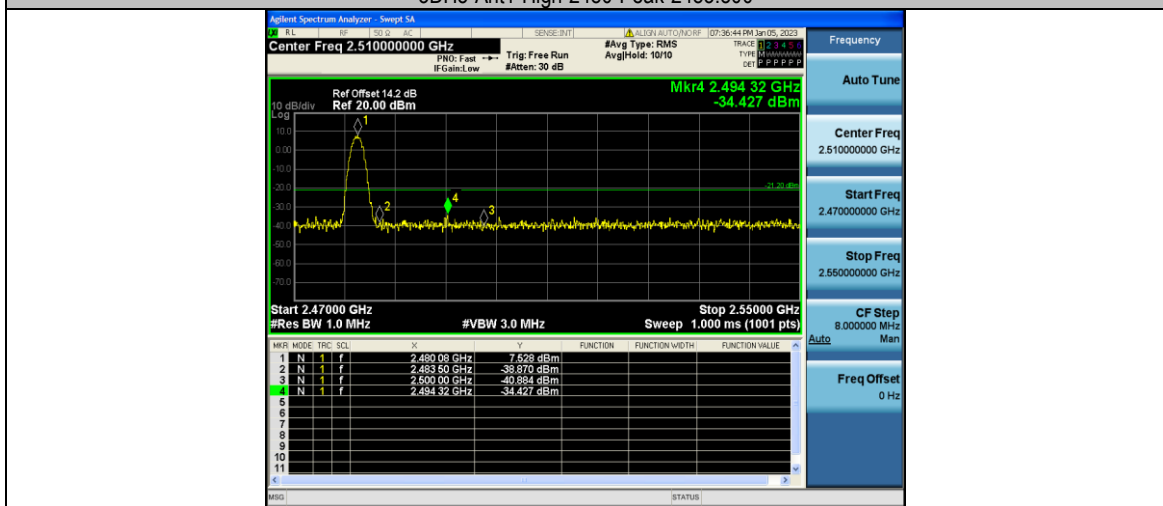 Agilent Spectrum Analyzer - Swept SA
RL RF 50 Ω AC SENSE:INT ALIGN AUTO/NO RF 07:36:44 PM Jan 05, 2023
Center Freq 2.510000000 GHz
PNO: Fast
IFGain:Low
Trig: Free Run
#Atten: 30 dB
#Avg Type: RMS
Avg|Hold: 10/10
TRACE 1 2 3 4 5 6
TYPE
DET P P P P P P
Frequency
Mkr4 2.494 32 GHz
-34.427 dBm
Ref Offset 14.2 dB
Ref 20.00 dBm
10 dB/div
Log
10.0
0.00
-10.0
-20.0
-30.0
-40.0
-50.0
-60.0
-70.0
1
2
4
3
-21.20 dBm
Start 2.47000 GHz
Stop 2.55000 GHz
#Res BW 1.0 MHz
#VBW 3.0 MHz
Sweep 1.000 ms (1001 pts)
MKR MODE TRC SCL X Y FUNCTION FUNCTION WIDTH FUNCTION VALUE
1 N 1 f 2.480 08 GHz 7.528 dBm
2 N 1 f 2.483 50 GHz -38.870 dBm
3 N 1 f 2.500 00 GHz -40.884 dBm
4 N 1 f 2.494 32 GHz -34.427 dBm
5
6
7
8
9
10
11
MSG
STATUS
Auto Tune
Center Freq
2.510000000 GHz
Start Freq
2.470000000 GHz
Stop Freq
2.550000000 GHz
CF Step
8.000000 MHz
Auto Man
Freq Offset
0 Hz